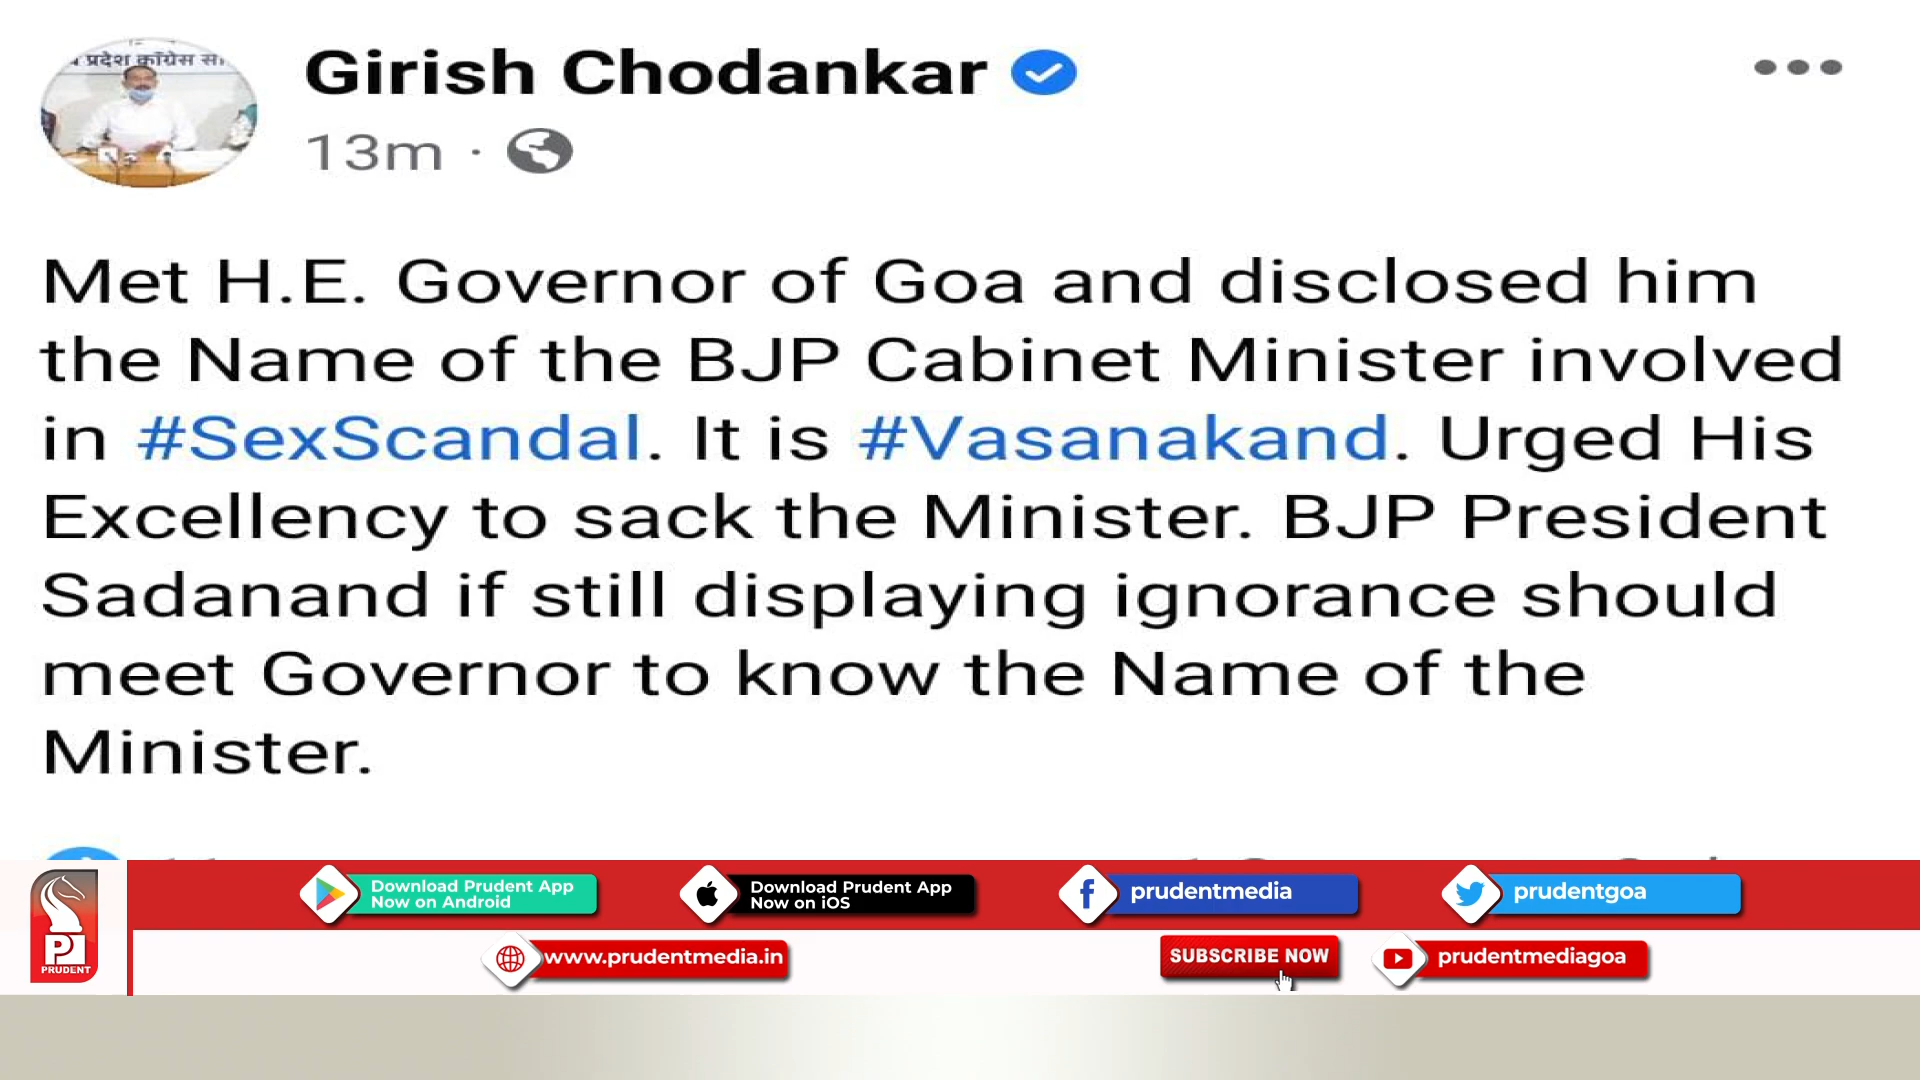 प्रदेश काँग्रेस स
Girish Chodankar
13m ·
Met H.E. Governor of Goa and disclosed him
the Name of the BJP Cabinet Minister involved
in #SexScandal. It is #Vasanakand. Urged His
Excellency to sack the Minister. BJP President
Sadanand if still displaying ignorance should
meet Governor to know the Name of the
Minister.
Download Prudent App
Now on Android
Download Prudent App
Now on iOS
prudentmedia
prudentgoa
PRUDENT
www.prudentmedia.in
SUBSCRIBE NOW
prudentmediagoa